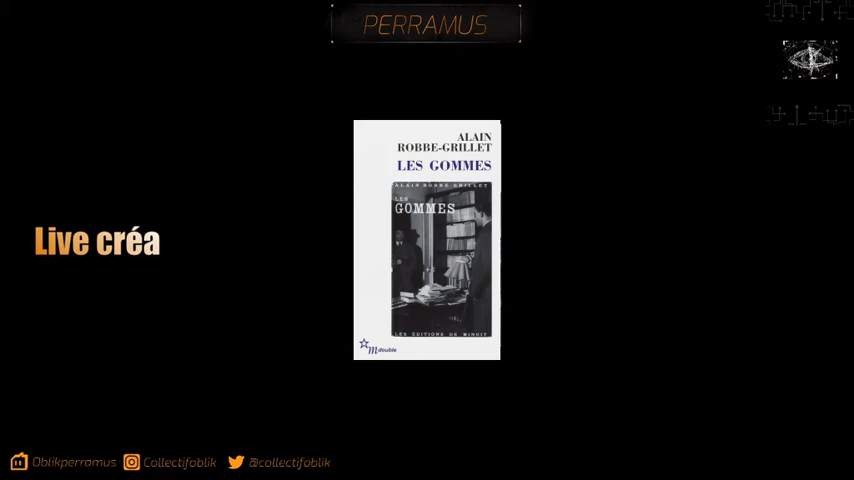 PERRAMUS
ALAIN
ROBBE-GRILLET
LES GOMMES
ALAIN ROBBE-GRILLET
LES
GOMMES
LES ÉDITIONS DE MINUIT
m double
Live créa
Oblikperramus Collectifoblik @collectifoblik